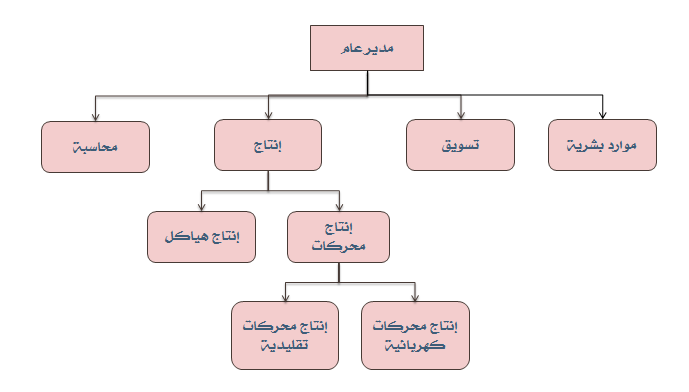 مدير عام
موارد بشرية
تسويق
إنتاج
محاسبة
إنتاج
محركات
إنتاج هياكل
إنتاج محركات
كهربائية
إنتاج محركات
تقليدية